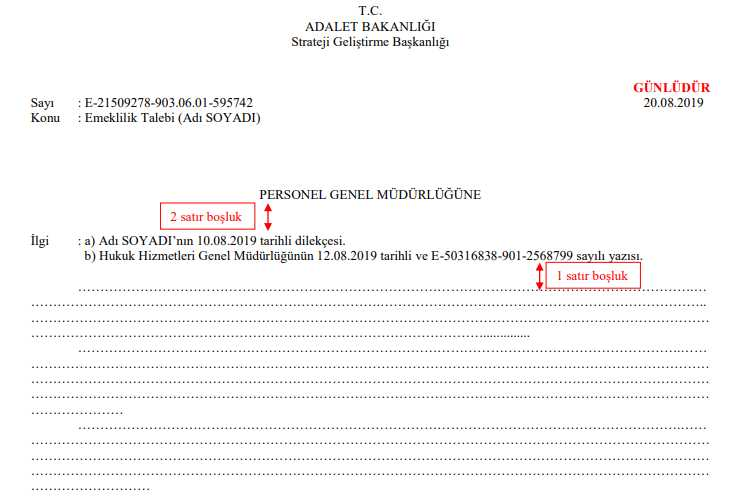 T.C.
ADALET BAKANLIĞI
Strateji Geliştirme Başkanlığı
GÜNLÜDÜR
Sayı : E-21509278-903.06.01-595742 20.08.2019
Konu : Emeklilik Talebi (Adı SOYADI)
PERSONEL GENEL MÜDÜRLÜĞÜNE
2 satır boşluk
İlgi : a) Adı SOYADI’nın 10.08.2019 tarihli dilekçesi.
b) Hukuk Hizmetleri Genel Müdürlüğünün 12.08.2019 tarihli ve E-50316838-901-2568799 sayılı yazısı.
1 satır boşluk